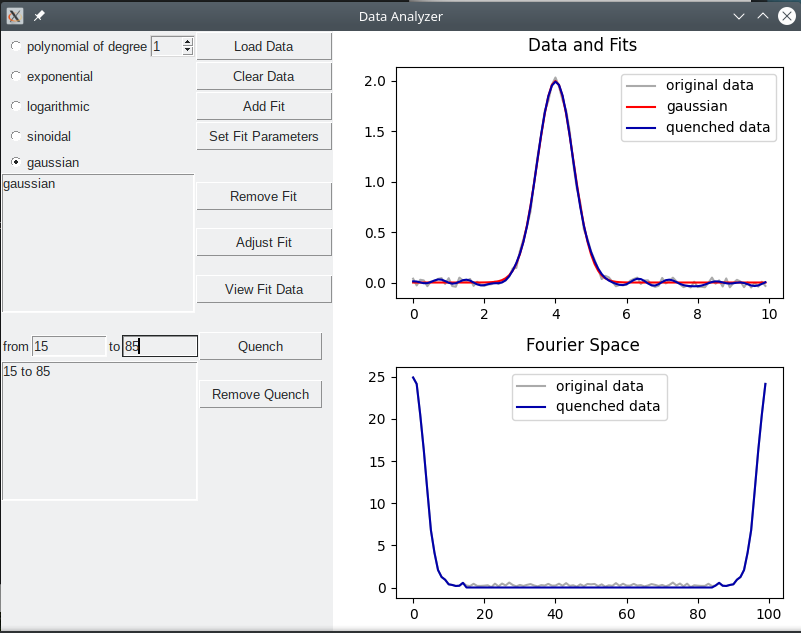 Data Analyzer
polynomial of degree 1 Load Data
exponential Clear Data
logarithmic Add Fit
sinoidal Set Fit Parameters
gaussian
gaussian
Remove Fit
Adjust Fit
View Fit Data
from 15 to 85 Quench
15 to 85
Remove Quench
Data and Fits
original data
gaussian
quenched data
2.0
1.5
1.0
0.5
0.0
0 2 4 6 8 10
Fourier Space
original data
quenched data
25
20
15
10
5
0
0 20 40 60 80 100